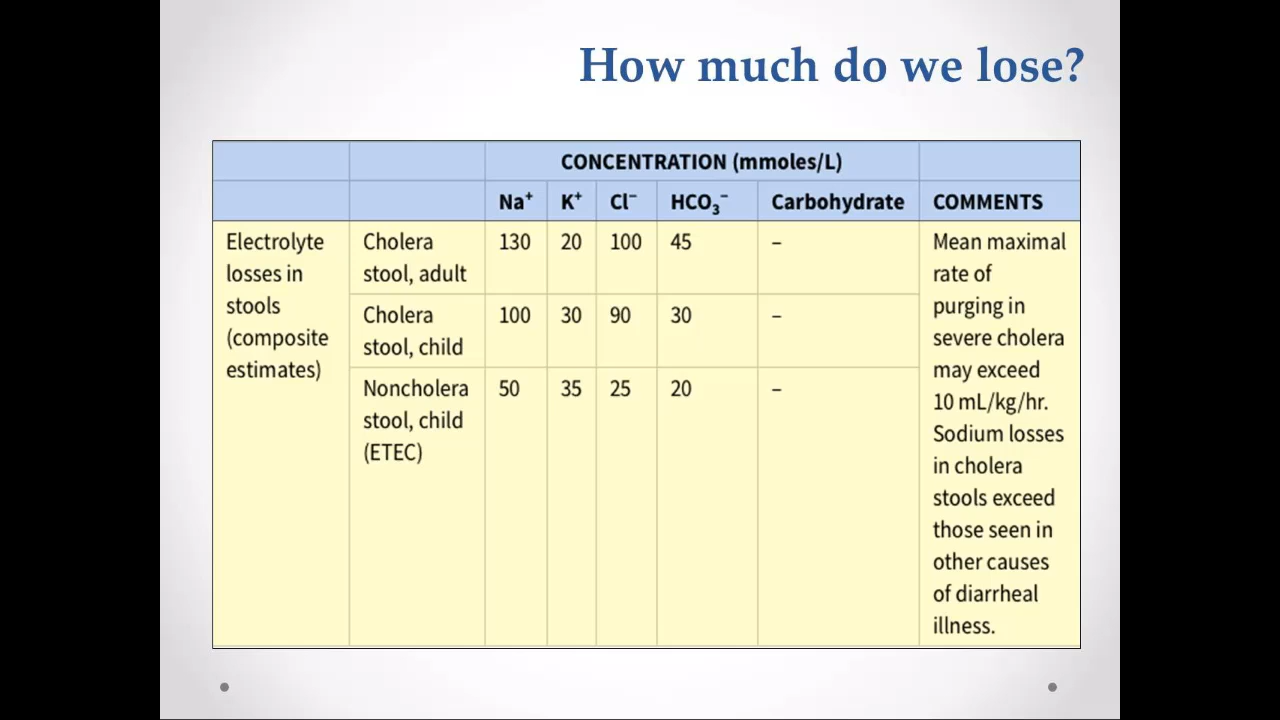 How much do we lose?
CONCENTRATION (mmoles/L)
Na⁺ K⁺ Cl⁻ HCO₃⁻ Carbohydrate COMMENTS
Electrolyte
losses in
stools
(composite
estimates)
Cholera
stool, adult
130 20 100 45 –
Cholera
stool, child
100 30 90 30 –
Noncholera
stool, child
(ETEC)
50 35 25 20 –
Mean maximal
rate of
purging in
severe cholera
may exceed
10 mL/kg/hr.
Sodium losses
in cholera
stools exceed
those seen in
other causes
of diarrheal
illness.